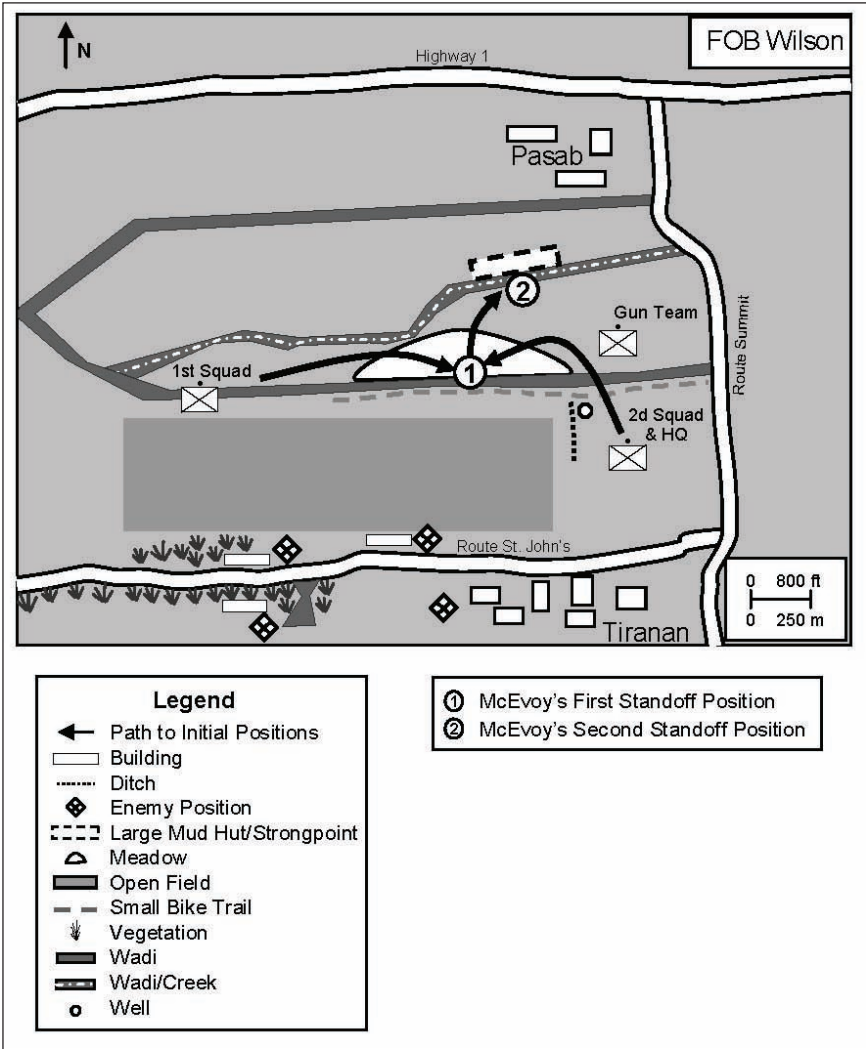 N
Highway 1
FOB Wilson
Pasab
2
Gun Team
1st Squad
1
Route Summit
2d Squad
& HQ
Route St. John's
Tiranan
0 800 ft
0 250 m
Legend
Path to Initial Positions
Building
Ditch
Enemy Position
Large Mud Hut/Strongpoint
Meadow
Open Field
Small Bike Trail
Vegetation
Wadi
Wadi/Creek
Well
1 McEvoy's First Standoff Position
2 McEvoy's Second Standoff Position